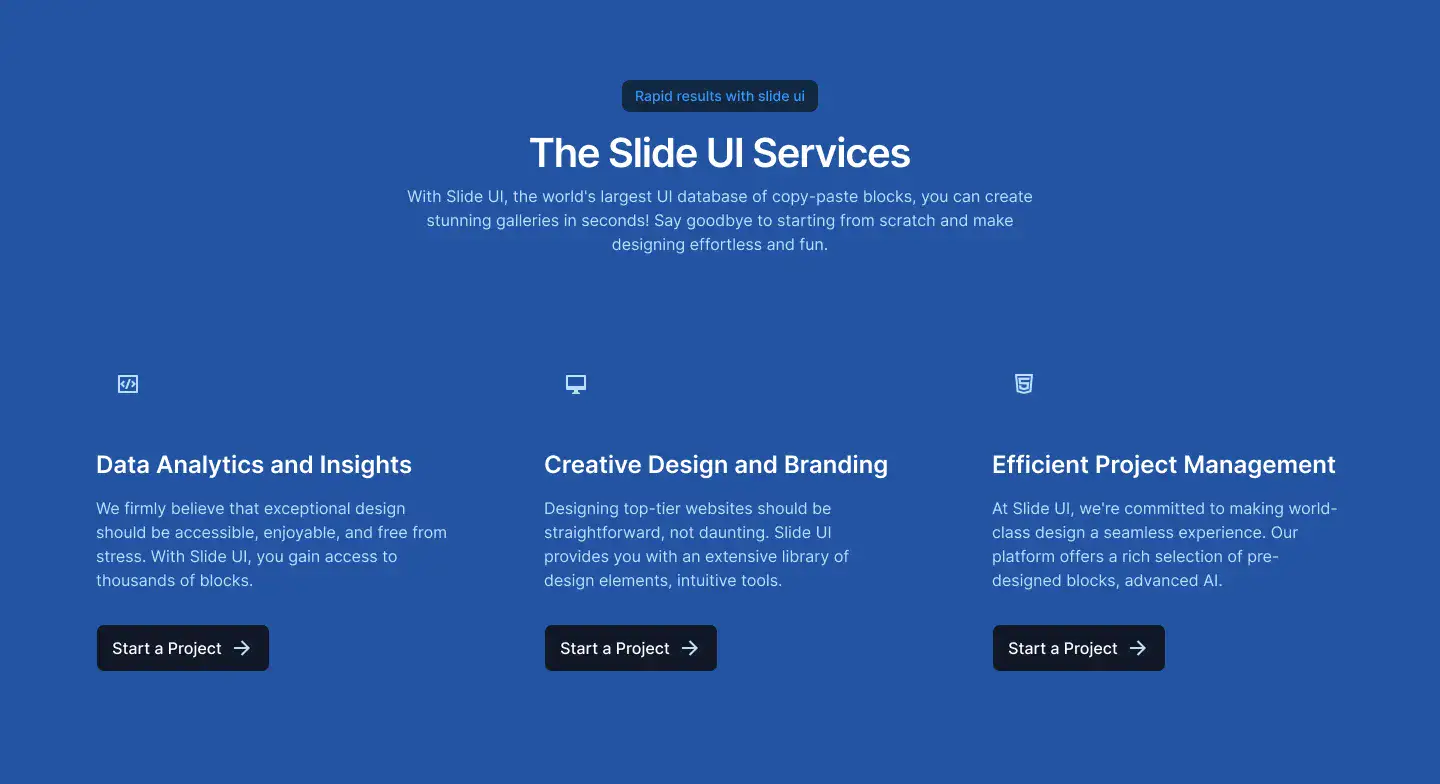 Rapid results with slide ui
The Slide UI Services
With Slide UI, the world's largest UI database of copy-paste blocks, you can create
stunning galleries in seconds! Say goodbye to starting from scratch and make
designing effortless and fun.
Data Analytics and Insights
We firmly believe that exceptional design
should be accessible, enjoyable, and free from
stress. With Slide UI, you gain access to
thousands of blocks.
Start a Project
Creative Design and Branding
Designing top-tier websites should be
straightforward, not daunting. Slide UI
provides you with an extensive library of
design elements, intuitive tools.
Start a Project
Efficient Project Management
At Slide UI, we're committed to making world-
class design a seamless experience. Our
platform offers a rich selection of pre-
designed blocks, advanced AI.
Start a Project